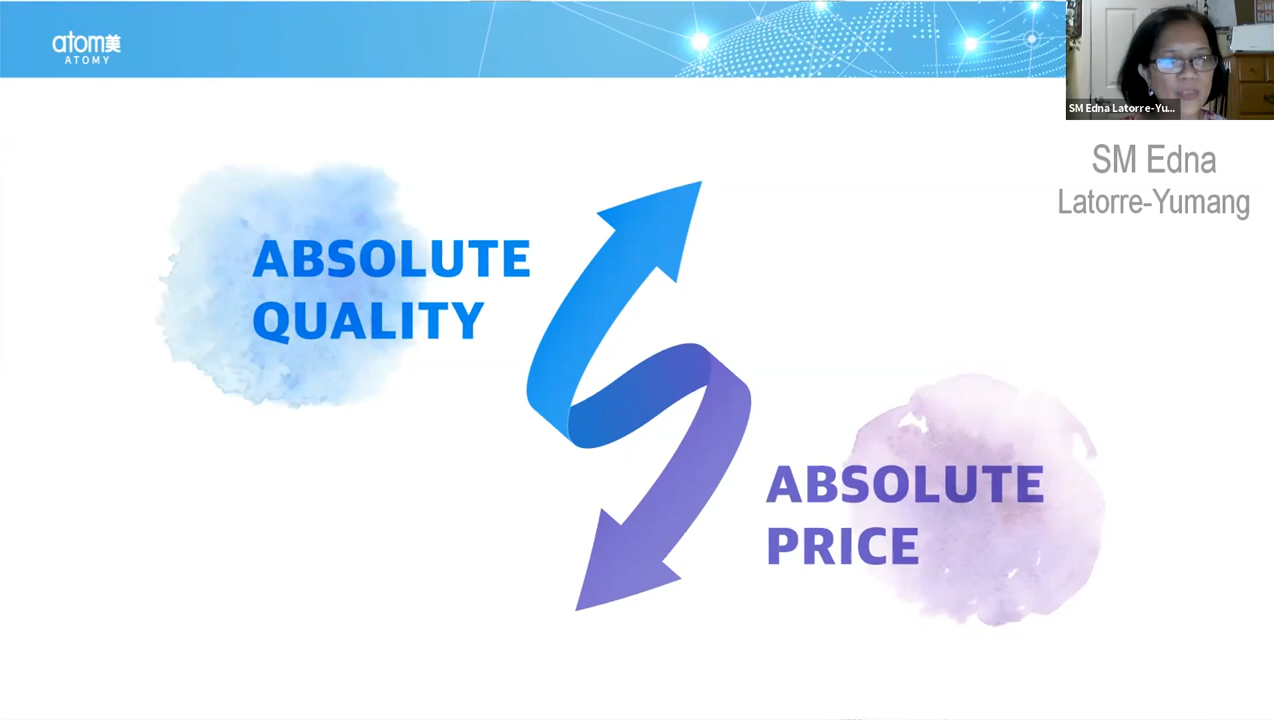 atom美
ATOMY
SM Edna Latorre-Yu...
SM Edna
Latorre-Yumang
ABSOLUTE
QUALITY
ABSOLUTE
PRICE